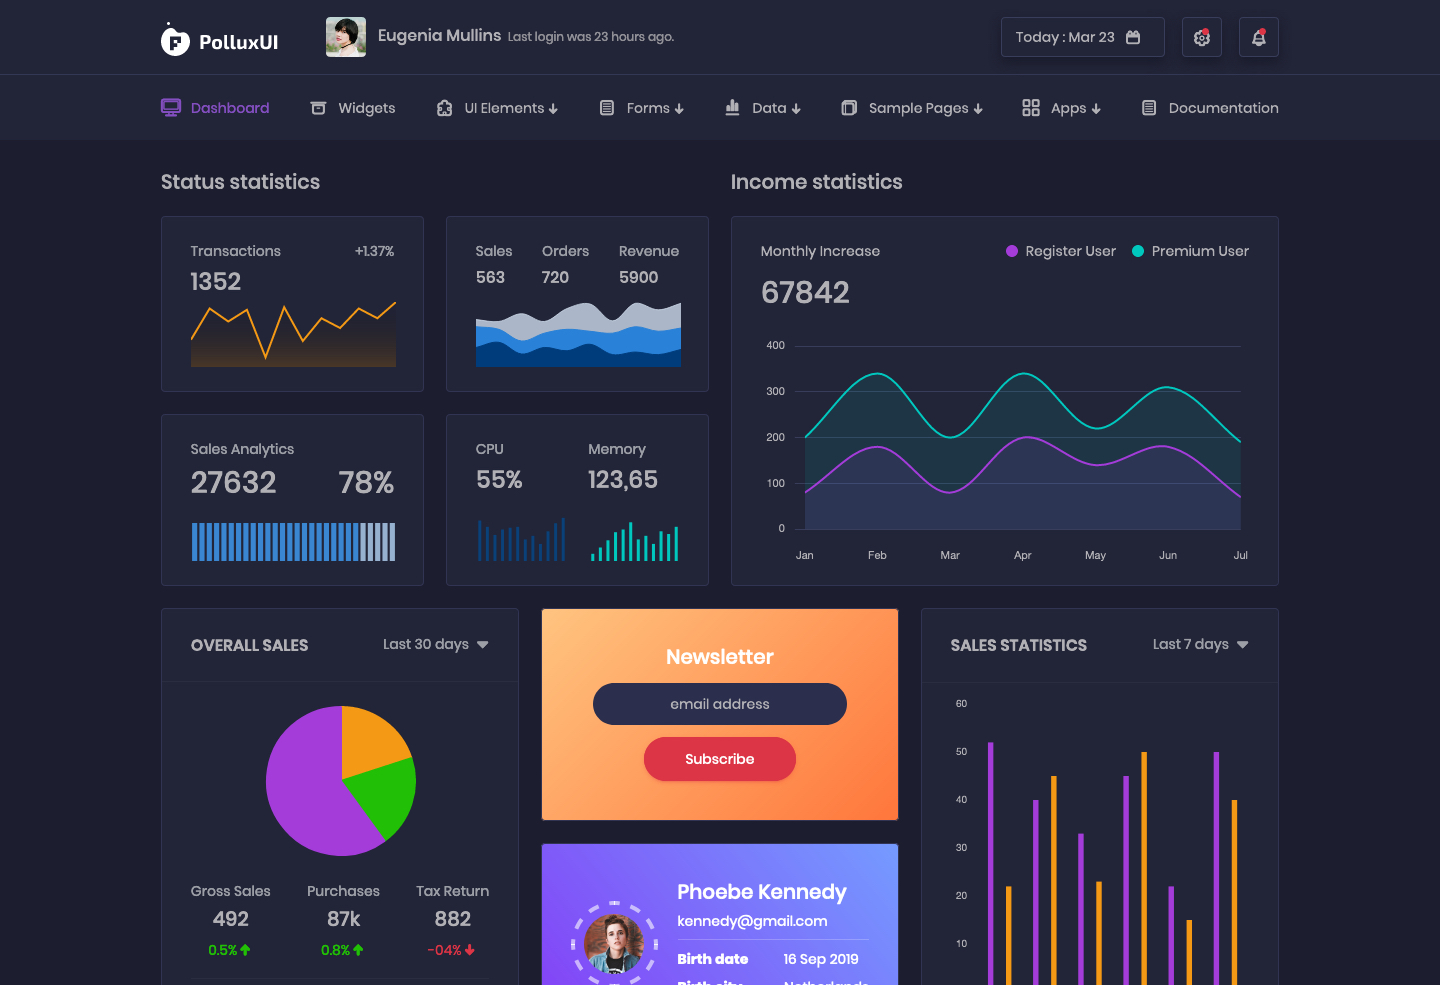 PolluxUI
Eugenia Mullins Last login was 23 hours ago.
Today : Mar 23
Dashboard
Widgets
UI Elements
Forms
Data
Sample Pages
Apps
Documentation
Status statistics
Transactions +1.37%
1352
Sales Orders Revenue
563 720 5900
Sales Analytics
27632 78%
CPU Memory
55% 123,65
Income statistics
Monthly Increase
Register User Premium User
67842
400
300
200
100
0
Jan Feb Mar Apr May Jun Jul
OVERALL SALES Last 30 days
Gross Sales Purchases Tax Return
492 87k 882
0.5% 0.8% -04%
Newsletter
email address
Subscribe
Phoebe Kennedy
kennedy@gmail.com
Birth date 16 Sep 2019
Birth city Netherlands
SALES STATISTICS Last 7 days
60
50
40
30
20
10